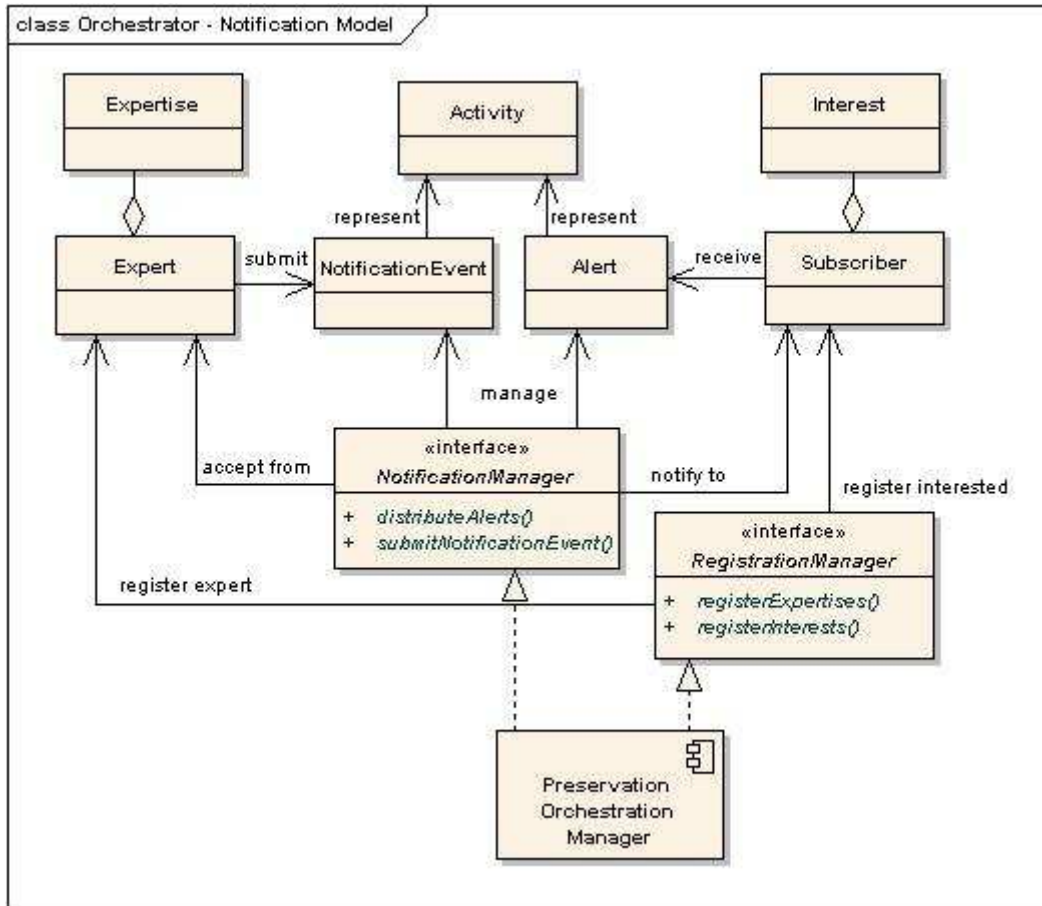 class Orchestrator - Notification Model
Expertise
Activity
Interest
represent
represent
Expert
submit
NotificationEvent
Alert
receive
Subscriber
manage
«interface»
NotificationManager
+ distributeAlerts()
+ submitNotificationEvent()
accept from
notify to
register interested
«interface»
RegistrationManager
+ registerExpertises()
+ registerInterests()
register expert
Preservation
Orchestration
Manager